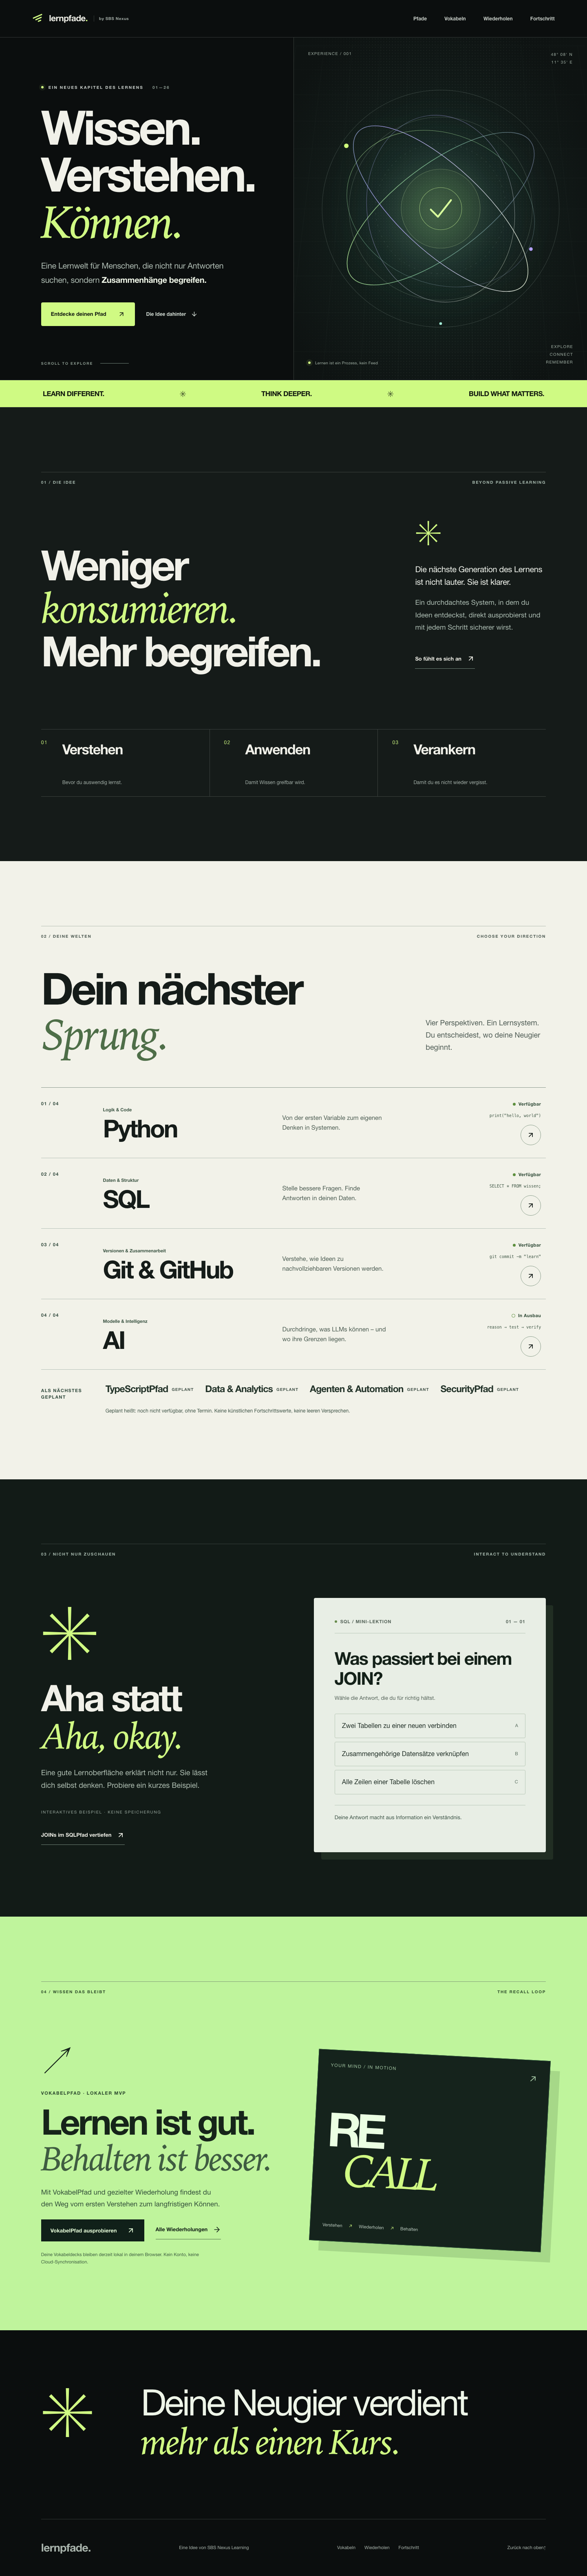 lernpfade.
by BBS Nexus
Pfade
Vokabeln
Wiederholen
Fortschritt
EIN NEUES KAPITEL DES LERNENS 01—26
Wissen.
Verstehen.
Können.
Eine Lernwelt für Menschen, die nicht nur Antworten
suchen, sondern Zusammenhänge begreifen.
Entdecke deinen Pfad
Die Idee dahinter
SCROLL TO EXPLORE
EXPERIENCE / 001
11° 35′ E
Lernen ist ein Prozess, kein Feed
EXPLORE
CONNECT
REMEMBER
LEARN DIFFERENT.
THINK DEEPER.
BUILD WHAT MATTERS.
01 / DIE IDEE
BEYOND PASSIVE LEARNING
Weniger
konsumieren.
Mehr begreifen.
Die nächste Generation des Lernens
ist nicht lauter. Sie ist klarer.
Ein durchdachtes System, in dem du
Ideen entdeckst, direkt ausprobierst und
mit jedem Schritt sicherer wirst.
So fühlt es sich an
01
Verstehen
Bevor du auswendig lernst.
02
Anwenden
Damit Wissen greifbar wird.
03
Verankern
Damit du es nicht wieder vergisst.
02 / DEINE WELTEN
CHOOSE YOUR DIRECTION
Dein nächster
Sprung.
Vier Perspektiven. Ein Lernsystem.
Du entscheidest, wo deine Neugier
beginnt.
01 / 04
Logik & Code
Python
Von der ersten Variable zum eigenen
Denken in Systemen.
Verfügbar
print("hello, world")
02 / 04
Daten & Struktur
SQL
Stelle bessere Fragen. Finde
Antworten in deinen Daten.
Verfügbar
SELECT * FROM wissen;
03 / 04
Versionen & Zusammenarbeit
Git & GitHub
Verstehe, wie Ideen zu
nachvollziehbaren Versionen werden.
Verfügbar
git commit -m "learn"
04 / 04
Modelle & Intelligenz
AI
Durchdringe, was LLMs können – und
wo ihre Grenzen liegen.
In Ausbau
reason → test → verify
ALS NÄCHSTES
GEPLANT
TypeScriptPfad GEPLANT
Data & Analytics GEPLANT
Agenten & Automation GEPLANT
SecurityPfad GEPLANT
Geplant heißt: noch nicht verfügbar, ohne Termin. Keine künstlichen Fortschrittswerte, keine leeren Versprechen.
03 / NICHT NUR ZUSCHAUEN
INTERACT TO UNDERSTAND
Aha statt
Aha, okay.
Eine gute Lernoberfläche erklärt nicht nur. Sie lässt
dich selbst denken. Probiere ein kurzes Beispiel.
INTERAKTIVES BEISPIEL · KEINE SPEICHERUNG
JOINs im SQLPfad vertiefen
SQL / MINI-LEKTION
01 — 01
Was passiert bei einem
JOIN?
Wähle die Antwort, die du für richtig hältst.
Zwei Tabellen zu einer neuen verbinden A
Zusammengehörige Datensätze verknüpfen B
Alle Zeilen einer Tabelle löschen C
Deine Antwort macht aus Information ein Verständnis.
04 / WISSEN DAS BLEIBT
THE RECALL LOOP
VOKABELPFAD · LOKALER MVP
Lernen ist gut.
Behalten ist besser.
Mit VokabelPfad und gezielter Wiederholung findest du
den Weg vom ersten Verstehen zum langfristigen Können.
VokabelPfad ausprobieren
Alle Wiederholungen
Deine Vokabeldecks bleiben derzeit lokal in deinem Browser. Kein Konto, keine
Cloud-Synchronisation.
YOUR MIND / IN MOTION
RE
CALL
Verstehen
Wiederholen
Behalten
Deine Neugier verdient
mehr als einen Kurs.
lernpfade.
Eine Idee von BBS Nexus Learning
Vokabeln
Wiederholen
Fortschritt
Zurück nach oben